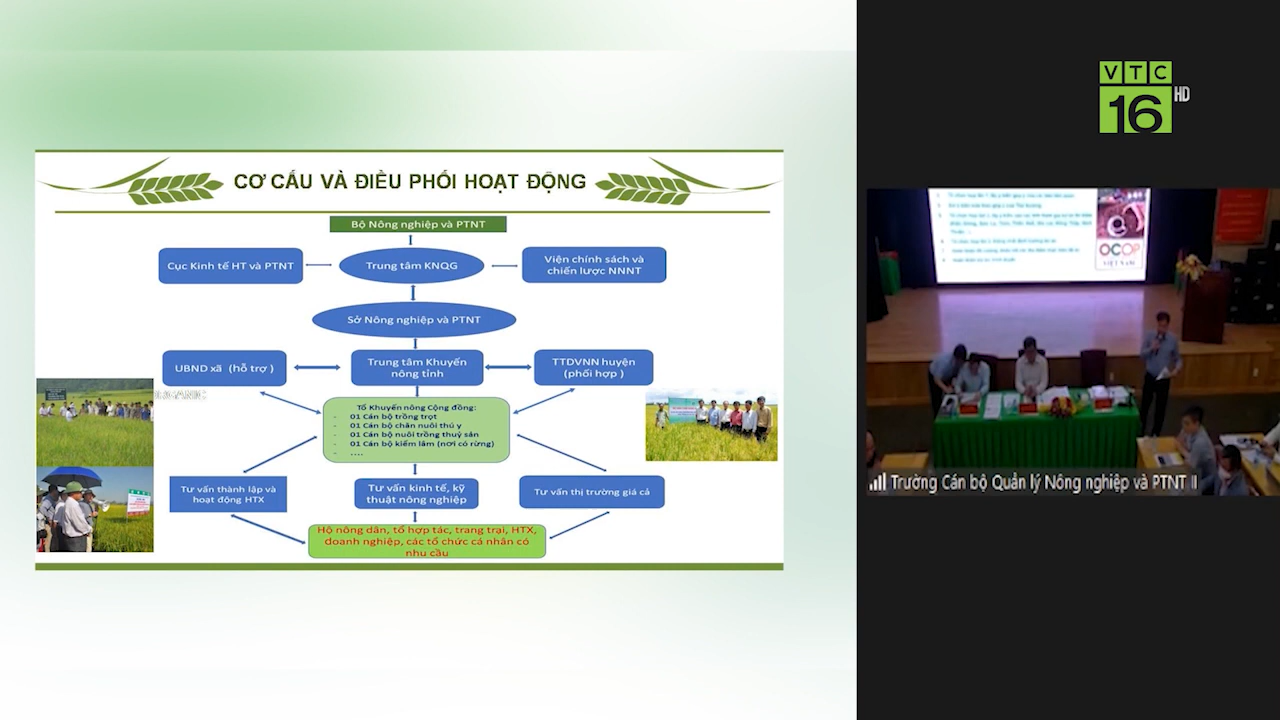 CƠ CẤU VÀ ĐIỀU PHỐI HOẠT ĐỘNG
Bộ Nông nghiệp và PTNT
Cục Kinh tế HT và PTNT
Trung tâm KNQG
Viện chính sách và
chiến lược NNNT
Sở Nông nghiệp và PTNT
UBND xã (hỗ trợ )
Trung tâm Khuyến
nông tỉnh
TTDVNN huyện
(phối hợp )
Tổ Khuyến nông Cộng đồng:
- 01 Cán bộ trồng trọt
- 01 Cán bộ chăn nuôi thú y
- 01 Cán bộ nuôi trồng thuỷ sản
- 01 Cán bộ kiểm lâm (nơi có rừng)
- ....
Tư vấn thành lập và
hoạt động HTX
Tư vấn kinh tế, kỹ
thuật nông nghiệp
Tư vấn thị trường giá cả
Hộ nông dân, tổ hợp tác, trang trại, HTX,
doanh nghiệp, các tổ chức cá nhân có
nhu cầu
VTC
16
HD
OCOP
VIỆT NAM
Trường Cán bộ Quản lý Nông nghiệp và PTNT II